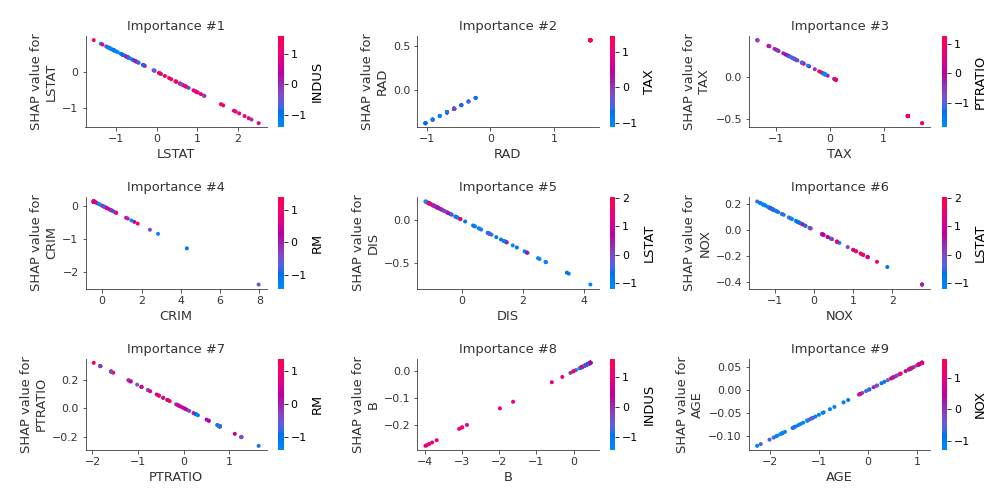 Importance #1
SHAP value for
LSTAT
0
−1
−1
0
1
2
LSTAT
1
0
−1
INDUS
Importance #2
SHAP value for
RAD
0.5
0.0
−1
0
1
RAD
1
0
−1
TAX
Importance #3
SHAP value for
TAX
0.0
−0.5
−1
0
1
TAX
1
0
−1
PTRATIO
Importance #4
SHAP value for
CRIM
0
−1
−2
0
2
4
6
8
CRIM
1
0
−1
RM
Importance #5
SHAP value for
DIS
0.0
−0.5
0
2
4
DIS
2
1
0
−1
LSTAT
Importance #6
SHAP value for
NOX
0.2
0.0
−0.2
−0.4
−1
0
1
2
NOX
2
1
0
−1
LSTAT
Importance #7
SHAP value for
PTRATIO
0.2
0.0
−0.2
−2
−1
0
1
PTRATIO
1
0
−1
RM
Importance #8
SHAP value for
B
0.0
−0.1
−0.2
−4
−3
−2
−1
0
B
1
0
−1
INDUS
Importance #9
SHAP value for
AGE
0.05
0.00
−0.05
−0.10
−2
−1
0
1
AGE
1
0
−1
NOX